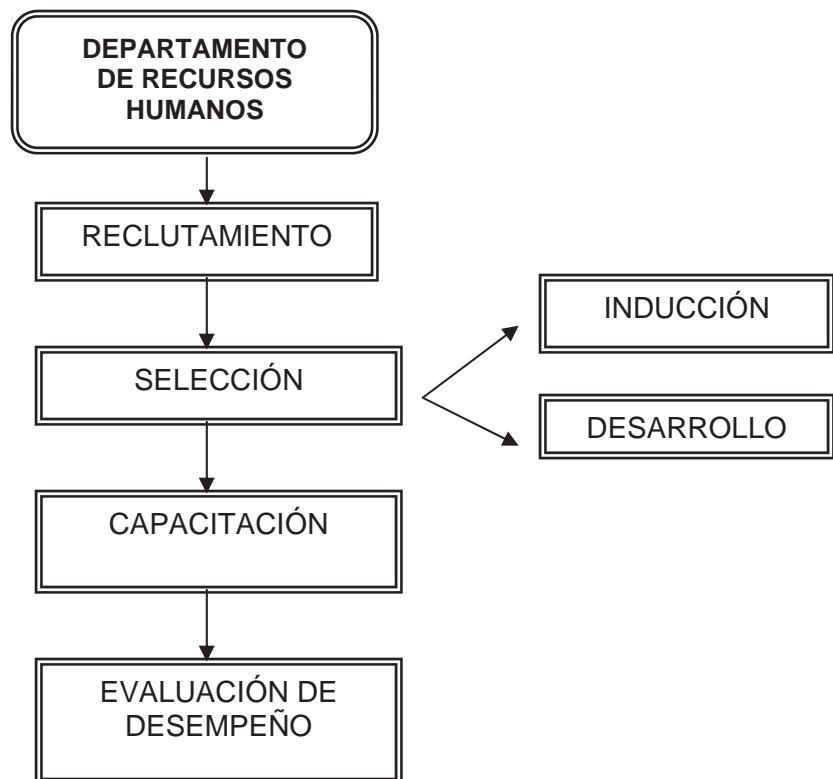 DEPARTAMENTO
DE RECURSOS
HUMANOS
RECLUTAMIENTO
INDUCCIÓN
SELECCIÓN
DESARROLLO
CAPACITACIÓN
EVALUACIÓN DE
DESEMPEÑO